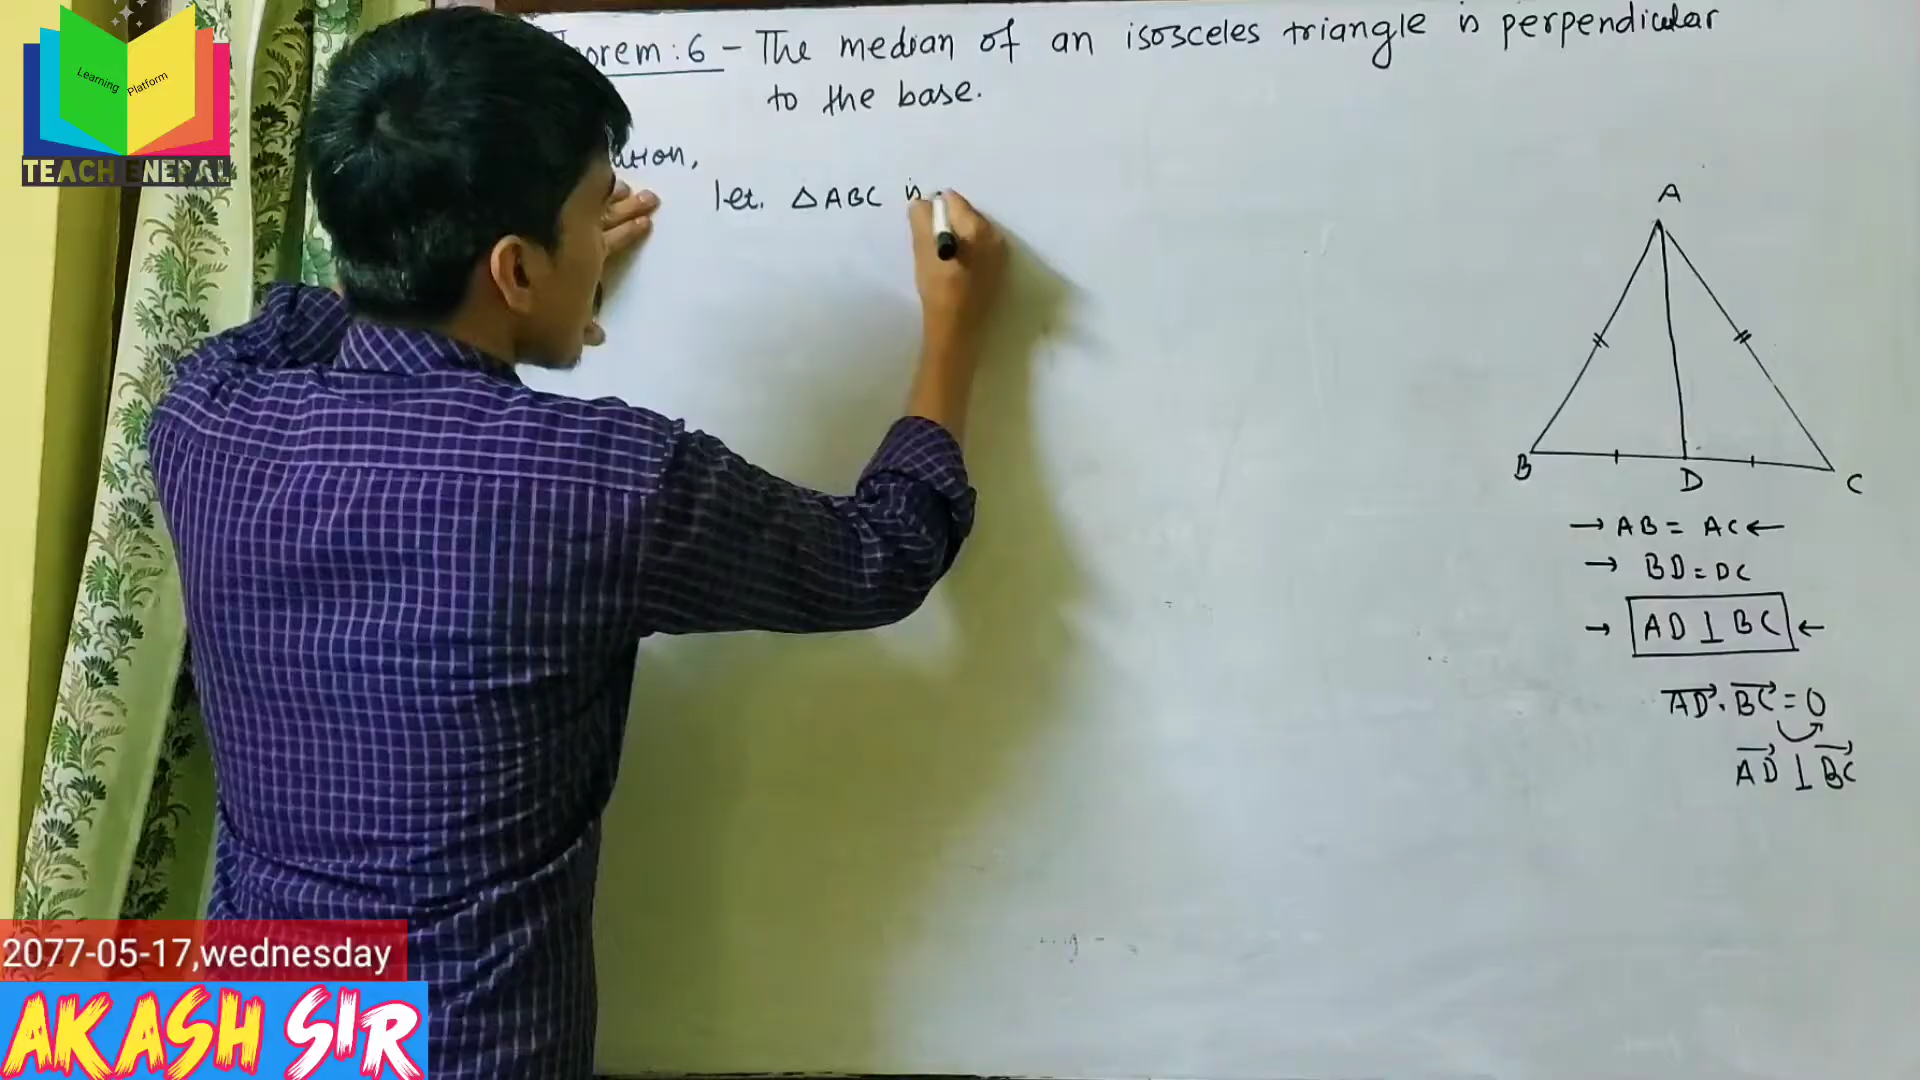 Learning Platform
TEACH ENEPAL
orem : 6 - The median of an isosceles triangle is perpendicular
to the base.
ution,
let. △ABC is
A
B
D
C
→ AB = AC ←
→ BD = DC
→ AD ⊥ BC ←
AD . BC = 0
AD ⊥ BC
2077-05-17,wednesday
AKASH SIR